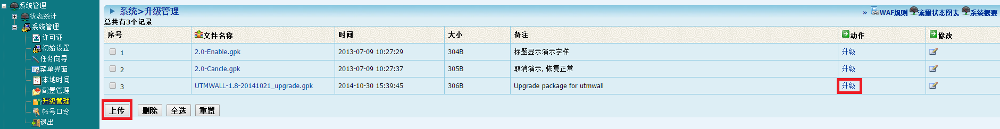 系统管理
状态统计
系统管理
许可证
初始设置
任务向导
菜单界面
本地时间
配置管理
升级管理
帐号口令
退出
系统>升级管理
» WAF规则 流量状态图表 系统概要
总共有3个记录
序号 文件名称 时间 大小 备注 动作 修改
1 2.0-Enable.gpk 2013-07-09 10:27:29 304B 标题显示演示字样 升级
2 2.0-Cancle.gpk 2013-07-09 10:27:37 305B 取消演示, 恢复正常 升级
3 UTMWALL-1.8-20141021_upgrade.gpk 2014-10-30 15:39:45 306B Upgrade package for utmwall 升级
上传 删除 全选 重置